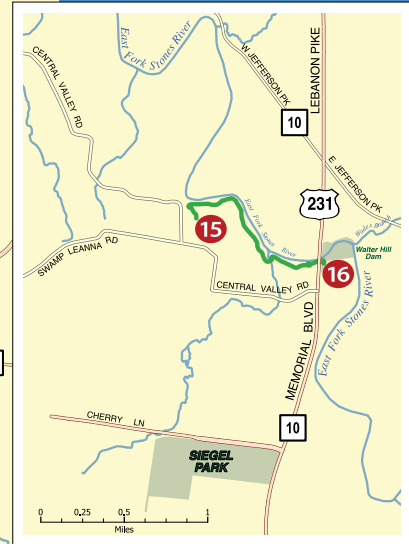 East Fork Stones River
CENTRAL VALLEY RD
W JEFFERSON PK
LEBANON PIKE
10
E JEFFERSON PK
231
15
East Fork Stones River
Walter Hill
Dam
16
SWAMP LEANNA RD
CENTRAL VALLEY RD
MEMORIAL BLVD
East Fork Stones River
CHERRY LN
10
SIEGEL
PARK
0 0.25 0.5 1
Miles